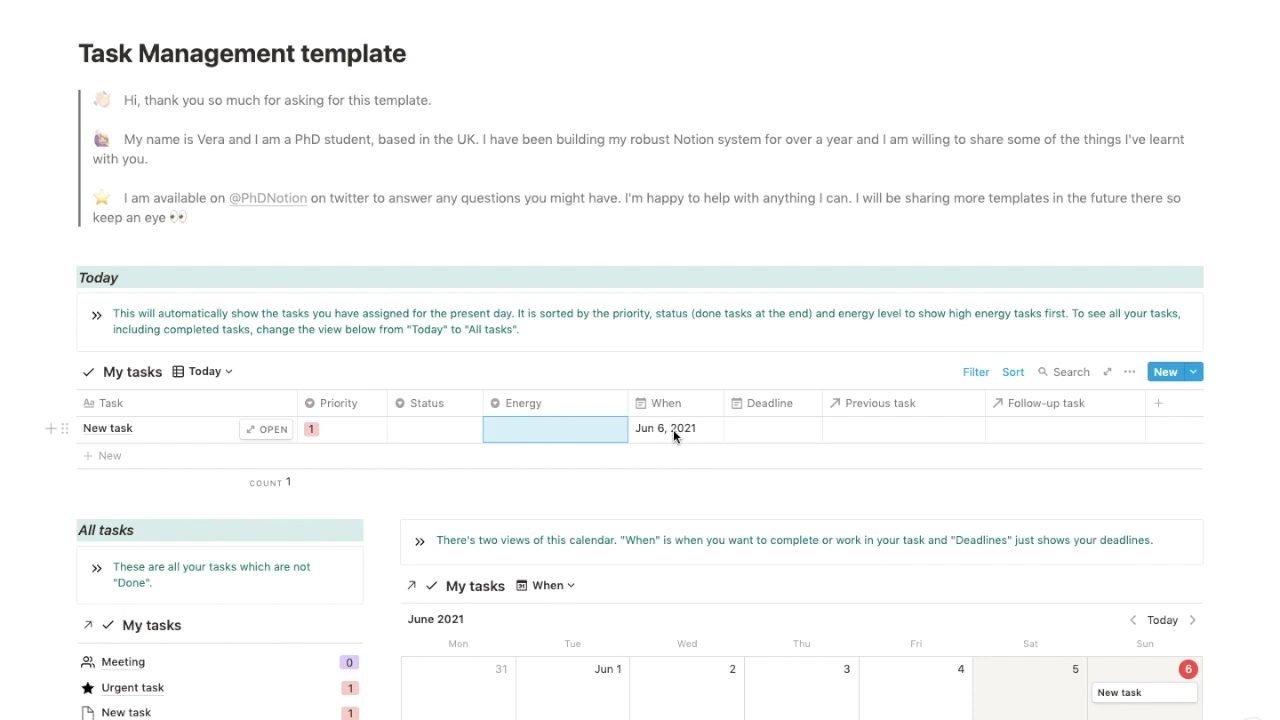 Task Management template
👋🏻 Hi, thank you so much for asking for this template.
🙋🏽‍♀️ My name is Vera and I am a PhD student, based in the UK. I have been building my robust Notion system for over a year and I am willing to share some of the things I've learnt
with you.
⭐ I am available on @PhDNotion on twitter to answer any questions you might have. I'm happy to help with anything I can. I will be sharing more templates in the future there so
keep an eye 👀
Today
This will automatically show the tasks you have assigned for the present day. It is sorted by the priority, status (done tasks at the end) and energy level to show high energy tasks first. To see all your tasks,
including completed tasks, change the view below from "Today" to "All tasks".
My tasks Today Filter Sort Search ••• New
Aa Task Priority Status Energy When Deadline Previous task Follow-up task +
New task OPEN 1 Jun 6, 2021
+ New
COUNT 1
All tasks
These are all your tasks which are not
"Done".
My tasks
Meeting 0
Urgent task 1
New task 1
There's two views of this calendar. "When" is when you want to complete or work in your task and "Deadlines" just shows your deadlines.
My tasks When
June 2021 Today
Mon Tue Wed Thu Fri Sat Sun
31 Jun 1 2 3 4 5 6
New task